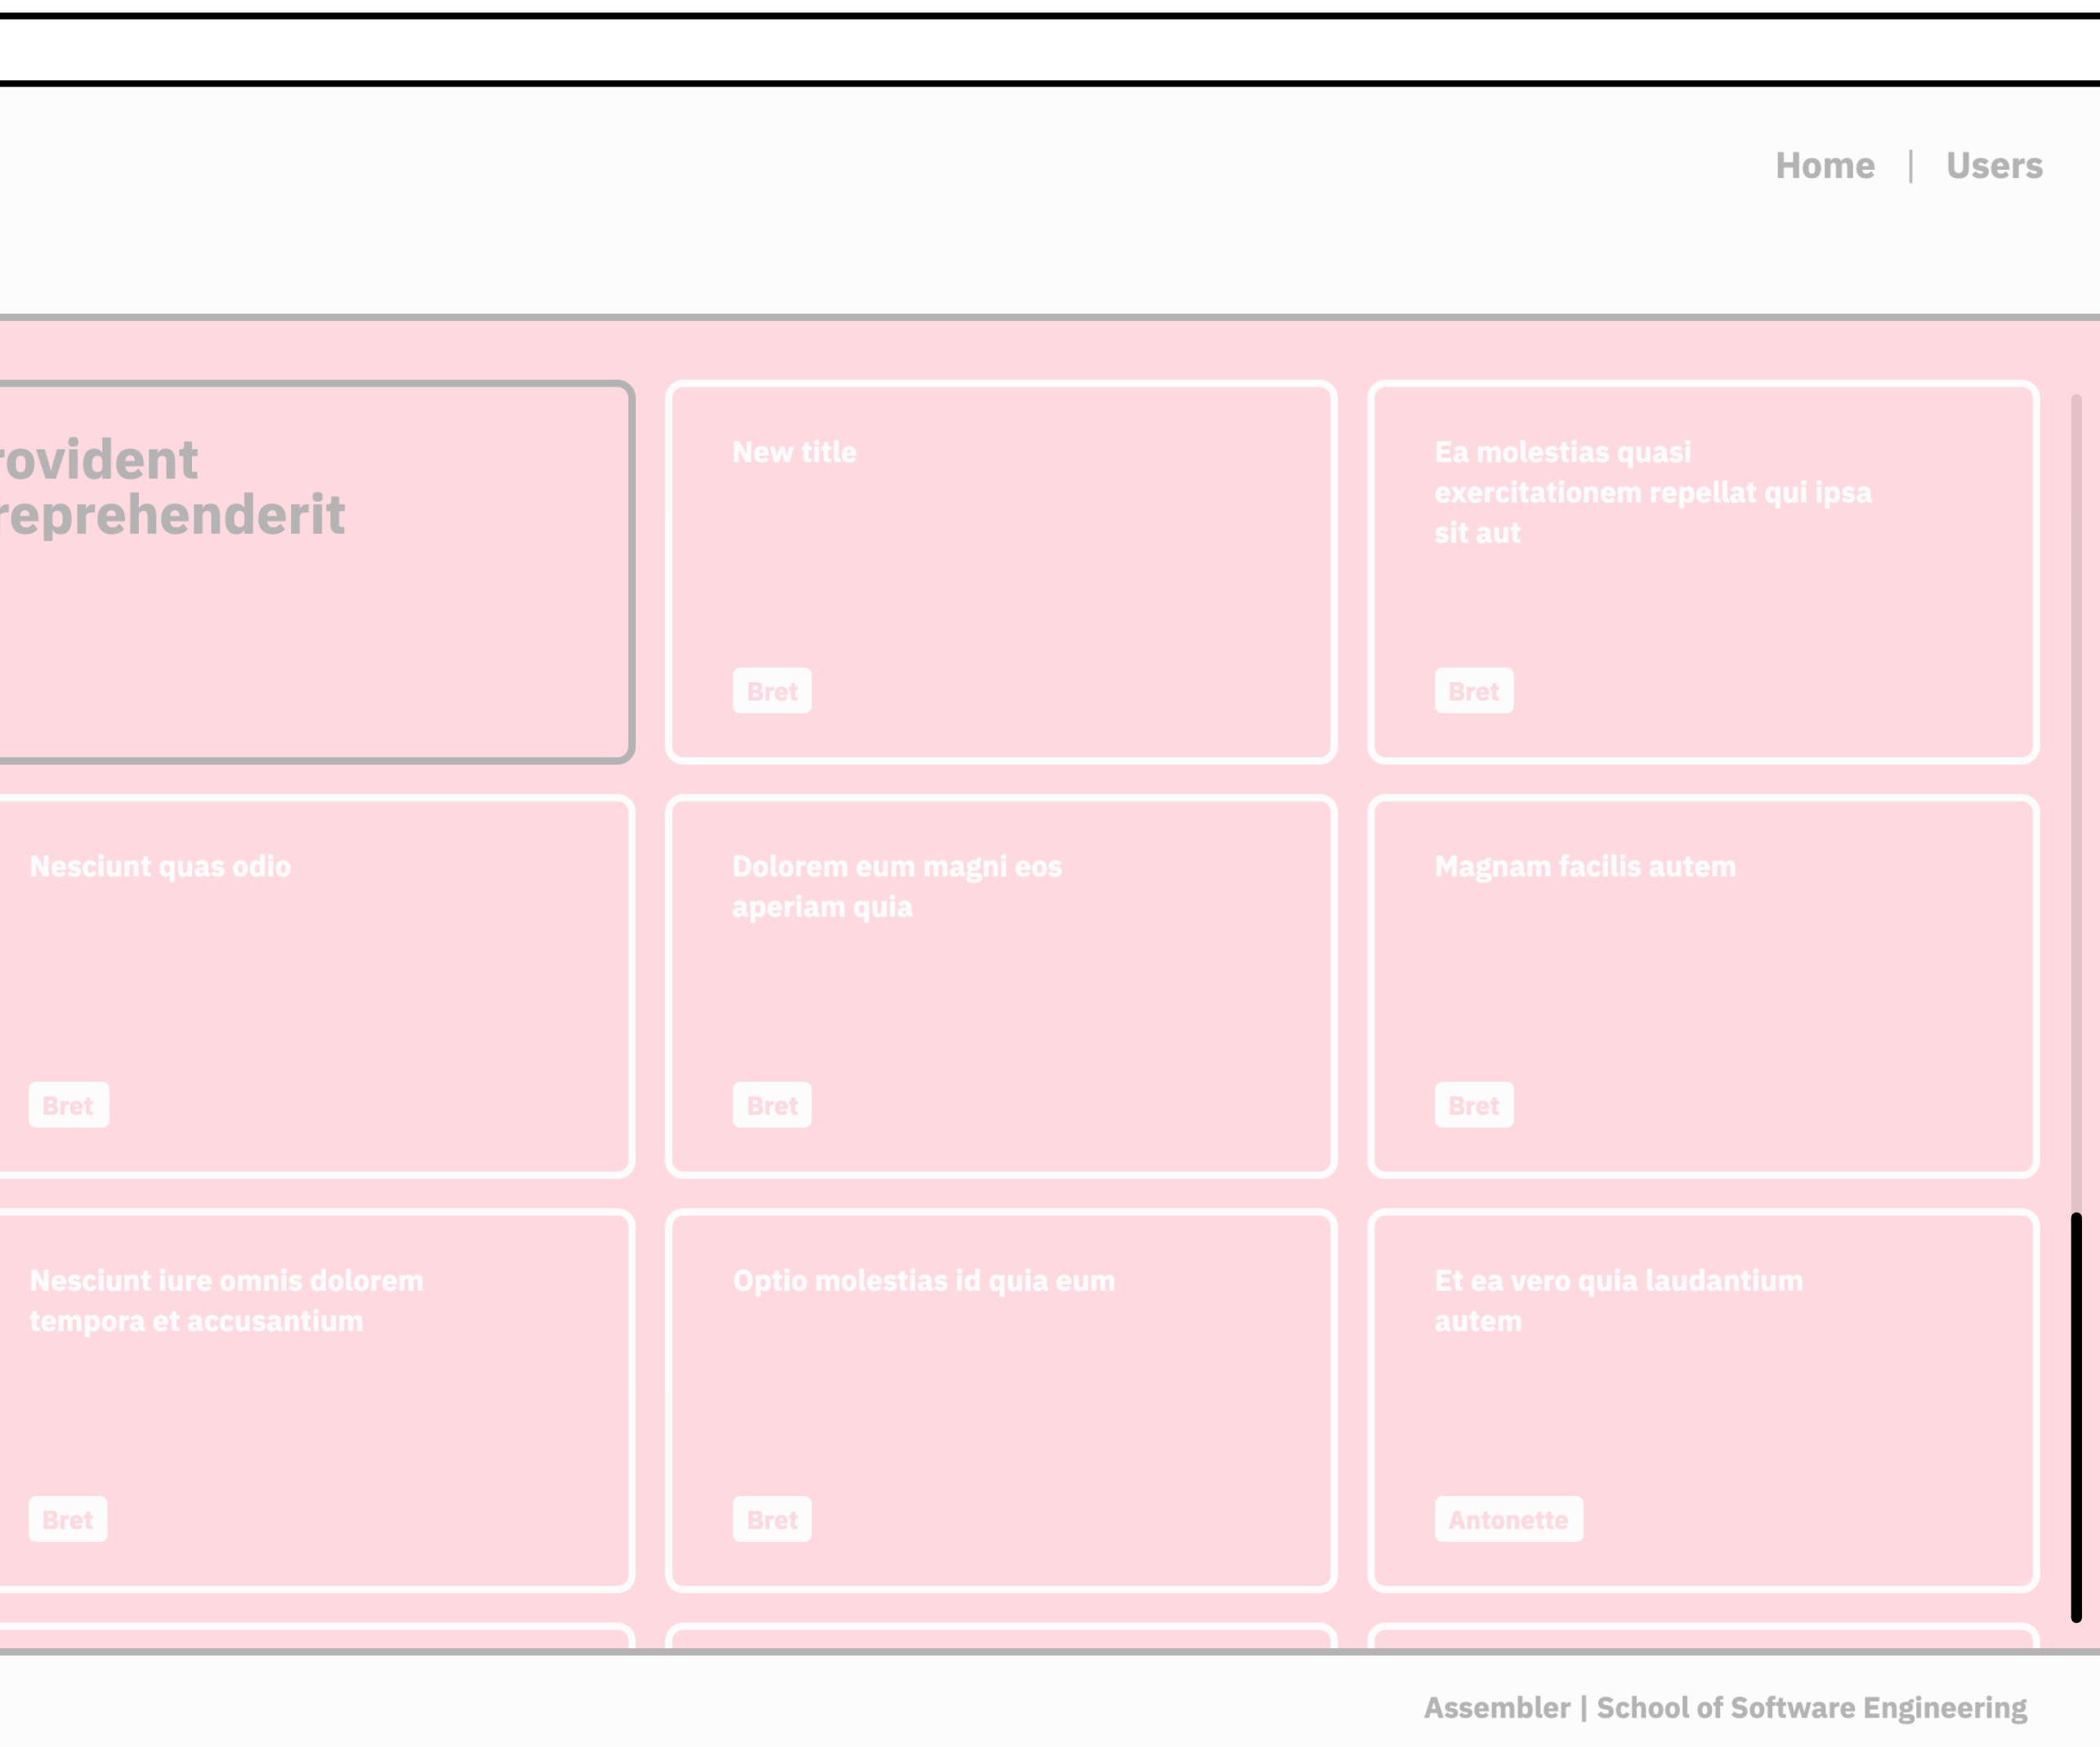 Home | Users
rovident
reprehenderit
New title
Bret
Ea molestias quasi
exercitationem repellat qui ipsa
sit aut
Bret
Nesciunt quas odio
Bret
Dolorem eum magni eos
aperiam quia
Bret
Magnam facilis autem
Bret
Nesciunt iure omnis dolorem
tempora et accusantium
Bret
Optio molestias id quia eum
Bret
Et ea vero quia laudantium
autem
Antonette
Assembler | School of Software Engineering